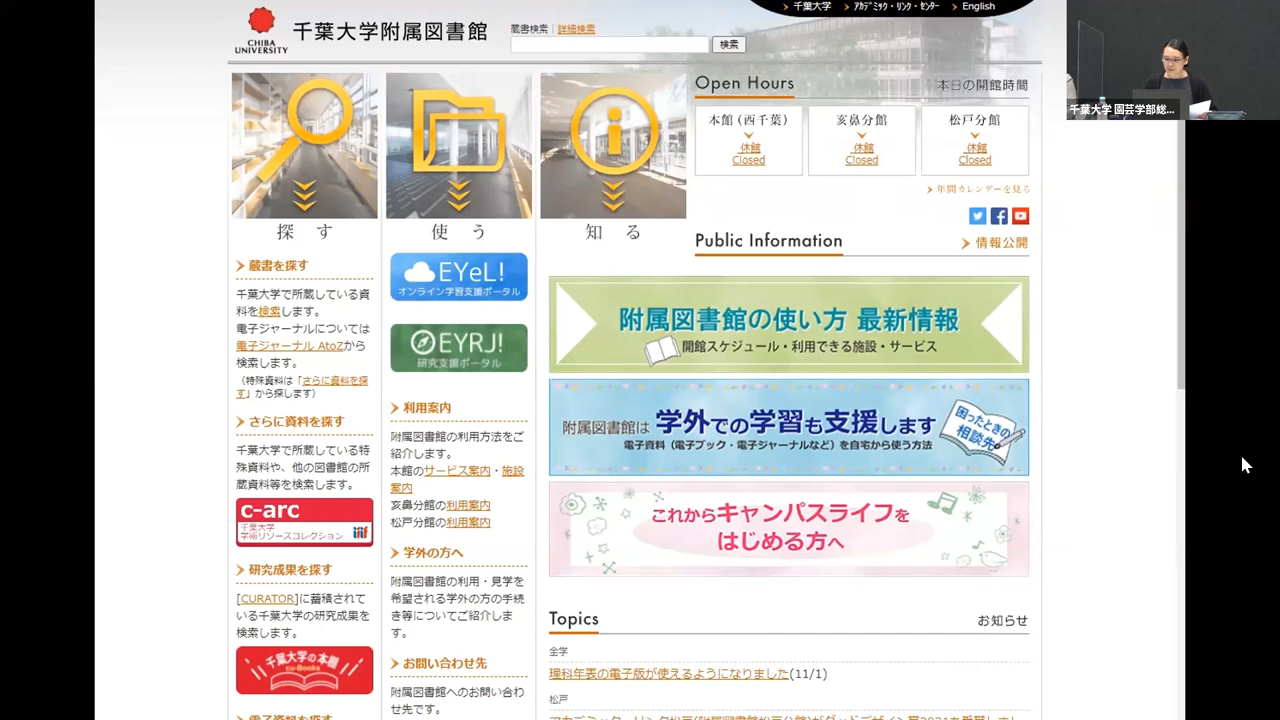 千葉大学
ｱｶﾃﾞﾐｯｸ・ﾘﾝｸ・ｾﾝﾀｰ
English
CHIBA
UNIVERSITY
千葉大学附属図書館
蔵書検索
詳細検索
検索
千葉大学 園芸学部総...
探 す
使 う
知 る
Open Hours
本日の開館時間
本館（西千葉）
休館
Closed
亥鼻分館
休館
Closed
松戸分館
休館
Closed
年間カレンダーを見る
Public Information
情報公開
蔵書を探す
千葉大学で所蔵している資
料を検索します。
電子ジャーナルについては
電子ジャーナル AtoZから
検索します。
（特殊資料は「さらに資料を探
す」から探します）
さらに資料を探す
千葉大学で所蔵している特
殊資料や、他の図書館の所
蔵資料等を検索します。
c-arc
千葉大学
学術リソースコレクション
iiif
研究成果を探す
[CURATOR]に蓄積されて
いる千葉大学の研究成果を
検索します。
千葉大学の本棚
cu-Books
電子資料を探す
EYeL!
オンライン学習支援ポータル
EYRJ!
研究支援ポータル
利用案内
附属図書館の利用方法をご
紹介します。
本館のサービス案内・施設
案内
亥鼻分館の利用案内
松戸分館の利用案内
学外の方へ
附属図書館の利用・見学を
希望される学外の方の手続
き等についてご紹介しま
す。
お問い合わせ先
附属図書館へのお問い合わ
せ先です。
附属図書館の使い方 最新情報
開館スケジュール・利用できる施設・サービス
附属図書館は 学外での学習も支援します
電子資料（電子ブック・電子ジャーナルなど）を自宅から使う方法
困ったときの
相談先
これからキャンパスライフを
はじめる方へ
Topics
お知らせ
全学
理科年表の電子版が使えるようになりました(11/1)
松戸